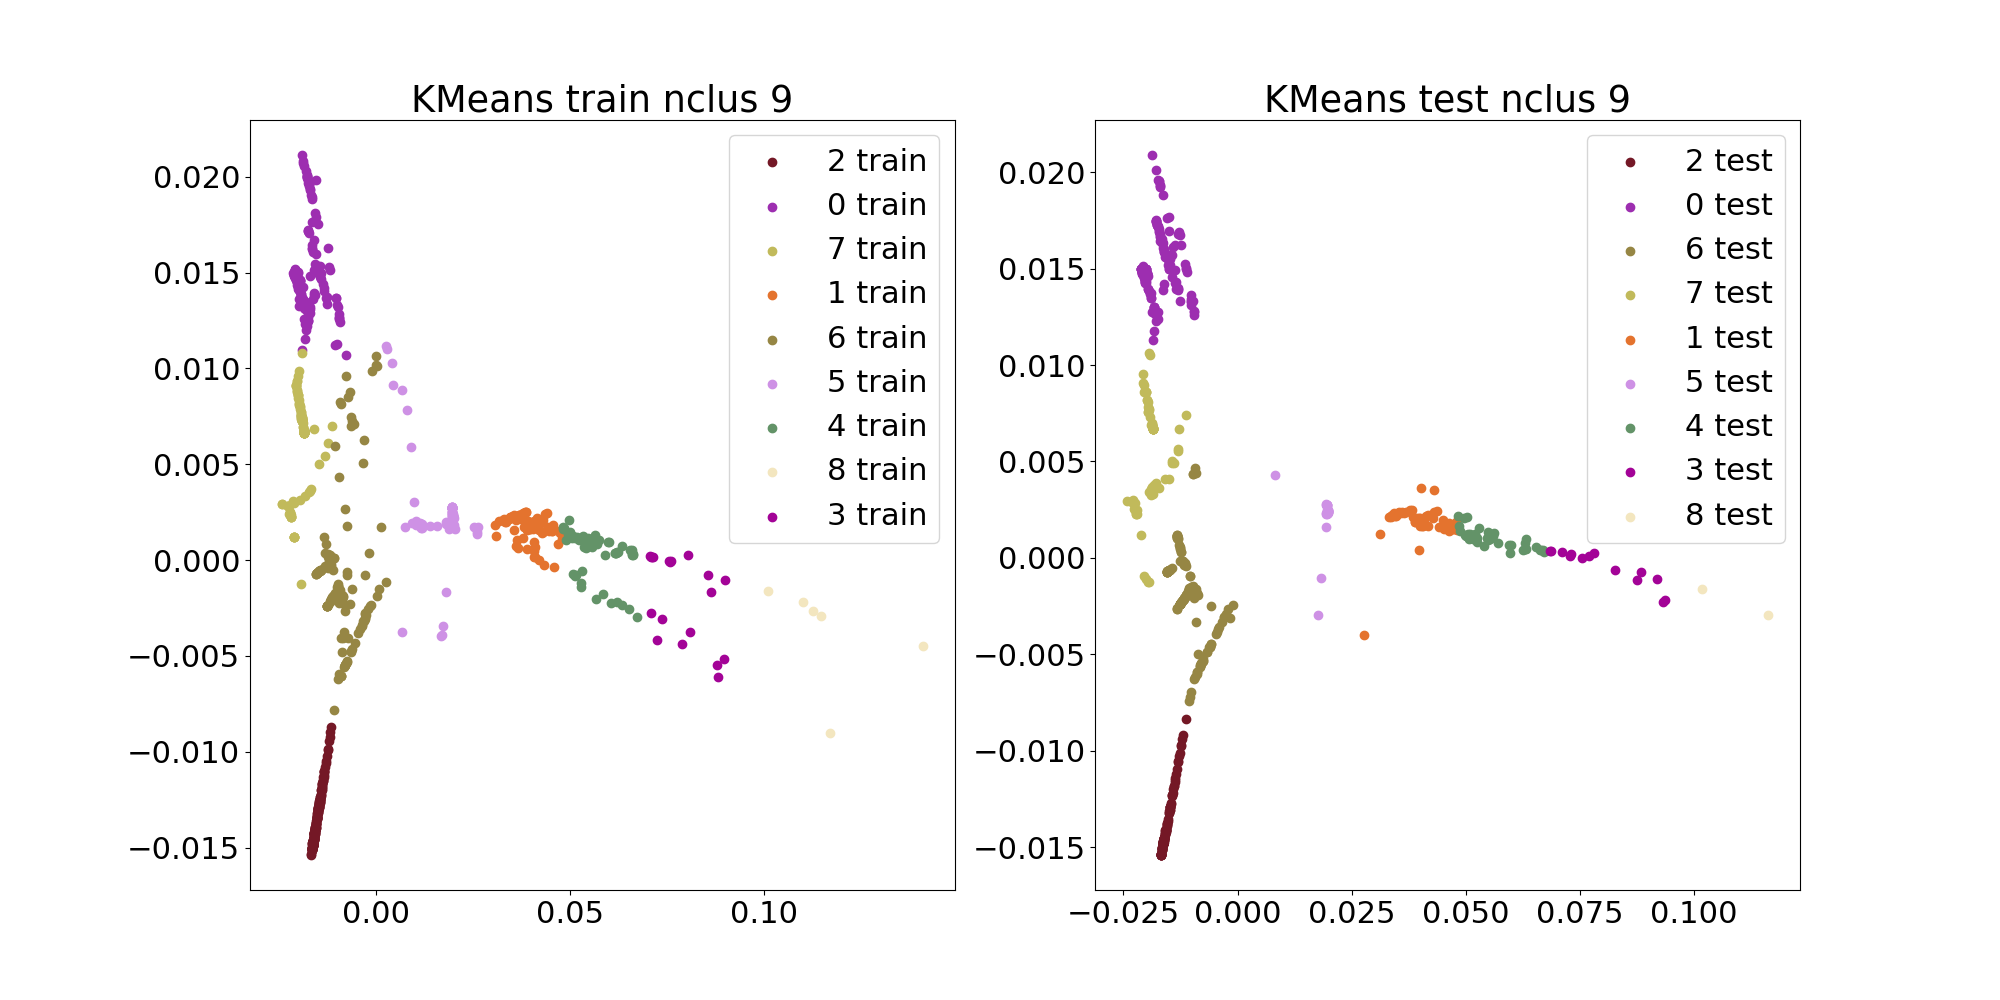 KMeans train nclus 9
0.020
0.015
0.010
0.005
0.000
−0.005
−0.010
−0.015
0.00 0.05 0.10
2 train
0 train
7 train
1 train
6 train
5 train
4 train
8 train
3 train
KMeans test nclus 9
0.020
0.015
0.010
0.005
0.000
−0.005
−0.010
−0.015
−0.025 0.000 0.025 0.050 0.075 0.100
2 test
0 test
6 test
7 test
1 test
5 test
4 test
3 test
8 test